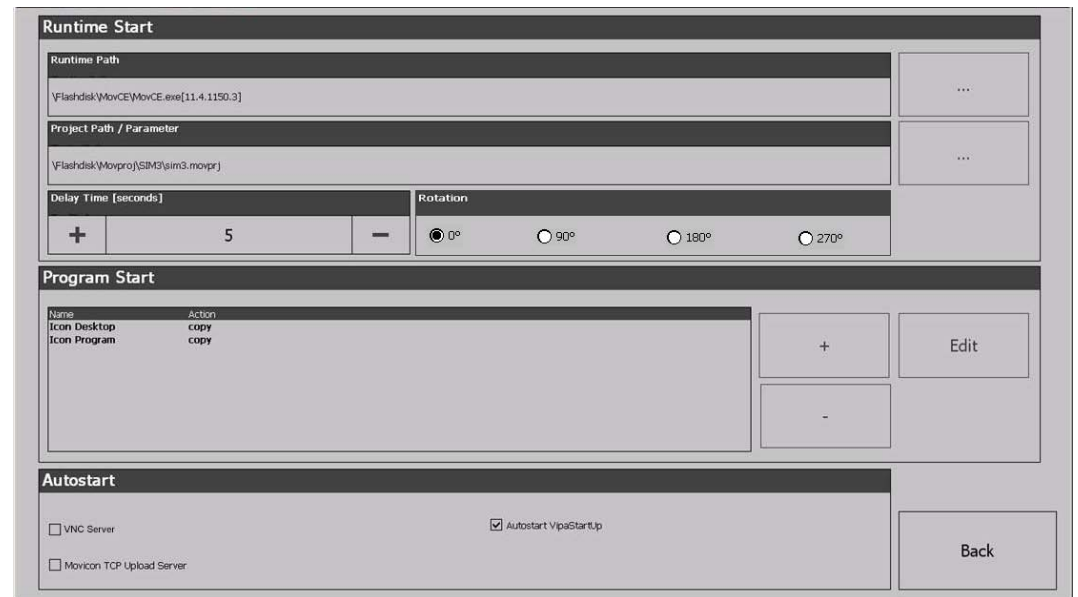 Runtime Start
Runtime Path
\Flashdisk\MovCE\MovCE.exe[11.4.1150.3]
...
Project Path / Parameter
\Flashdisk\Movproj\SIM3\sim3.movprj
...
Delay Time [seconds]
Rotation
+ 5 −
0° 90° 180° 270°
Program Start
Name Action
Icon Desktop copy
Icon Program copy
+
Edit
-
Autostart
VNC Server
Autostart VipaStartUp
Movicon TCP Upload Server
Back